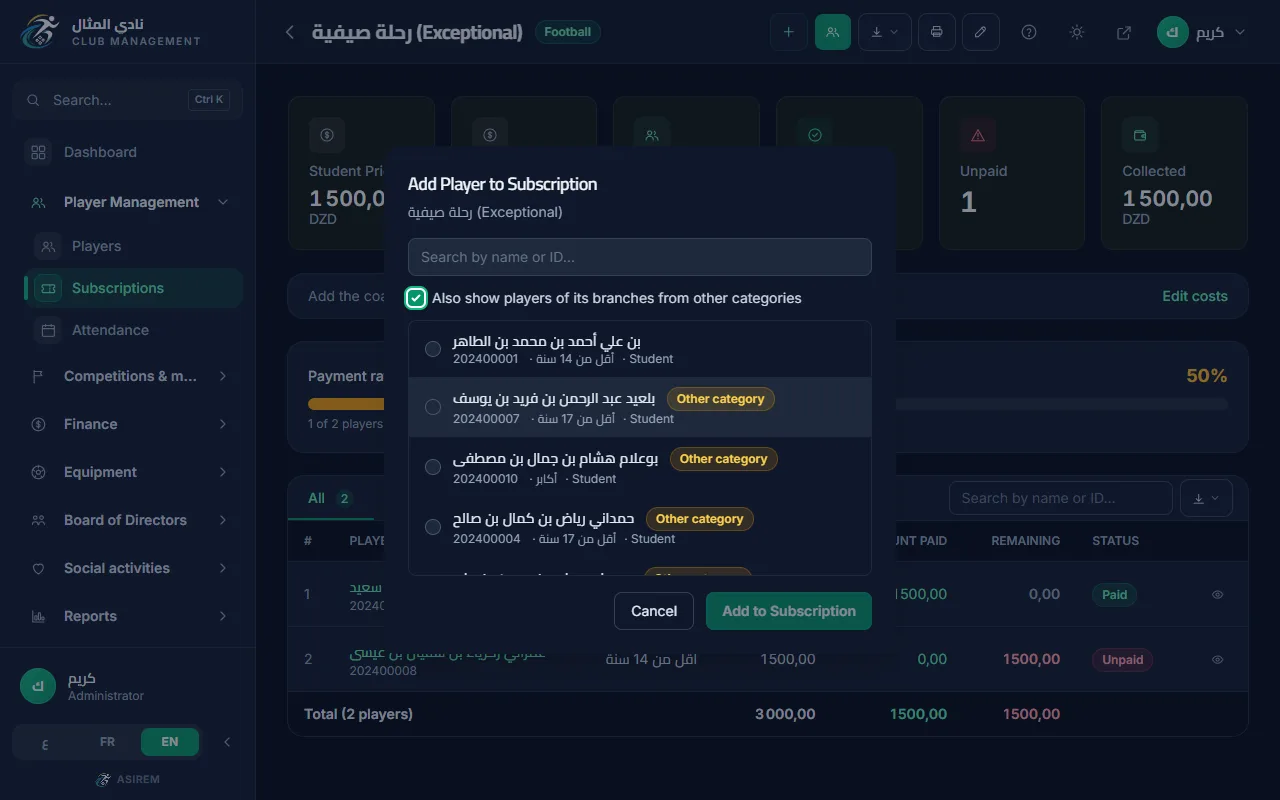 نادي المثال
CLUB MANAGEMENT
Search...
Ctrl K
Dashboard
Player Management
Players
Subscriptions
Attendance
Competitions & m...
Finance
Equipment
Board of Directors
Social activities
Reports
ك
كريم
Administrator
ع
FR
EN
ASIREM
رحلة صيفية (Exceptional)
Football
ك
كريم
Student Pri
1 500,0
DZD
Unpaid
1
Collected
1 500,00
DZD
Add the coa
Edit costs
Payment ra
50%
1 of 2 players
All 2
Search by name or ID...
#
PLAYE
UNT PAID
REMAINING
STATUS
1
سعيد
20240
1500,00
0,00
Paid
2
202400008
أقل من 14 سنة
1500,00
0,00
1500,00
Unpaid
Total (2 players)
3 000,00
1500,00
1500,00
Add Player to Subscription
رحلة صيفية (Exceptional)
Search by name or ID...
Also show players of its branches from other categories
بن علي أحمد بن محمد بن الطاهر
202400001 · أقل من 14 سنة · Student
بلعيد عبد الرحمن بن فريد بن يوسف Other category
202400007 · أقل من 17 سنة · Student
بوعلام هشام بن جمال بن مصطفى Other category
202400010 · أكابر · Student
حمداني رياض بن كمال بن صالح Other category
202400004 · أقل من 17 سنة · Student
Cancel
Add to Subscription